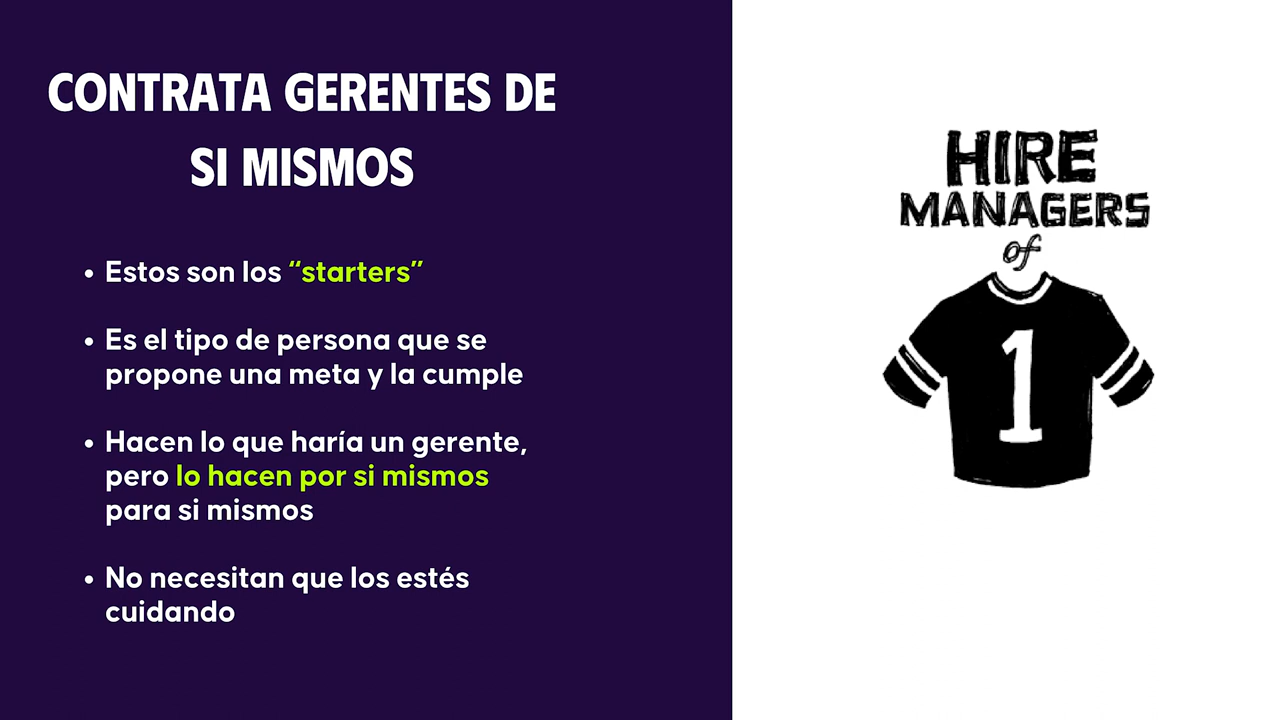 CONTRATA GERENTES DE
SI MISMOS
• Estos son los “starters”
• Es el tipo de persona que se
propone una meta y la cumple
• Hacen lo que haría un gerente,
pero lo hacen por si mismos
para si mismos
• No necesitan que los estés
cuidando
HIRE
MANAGERS
of
1